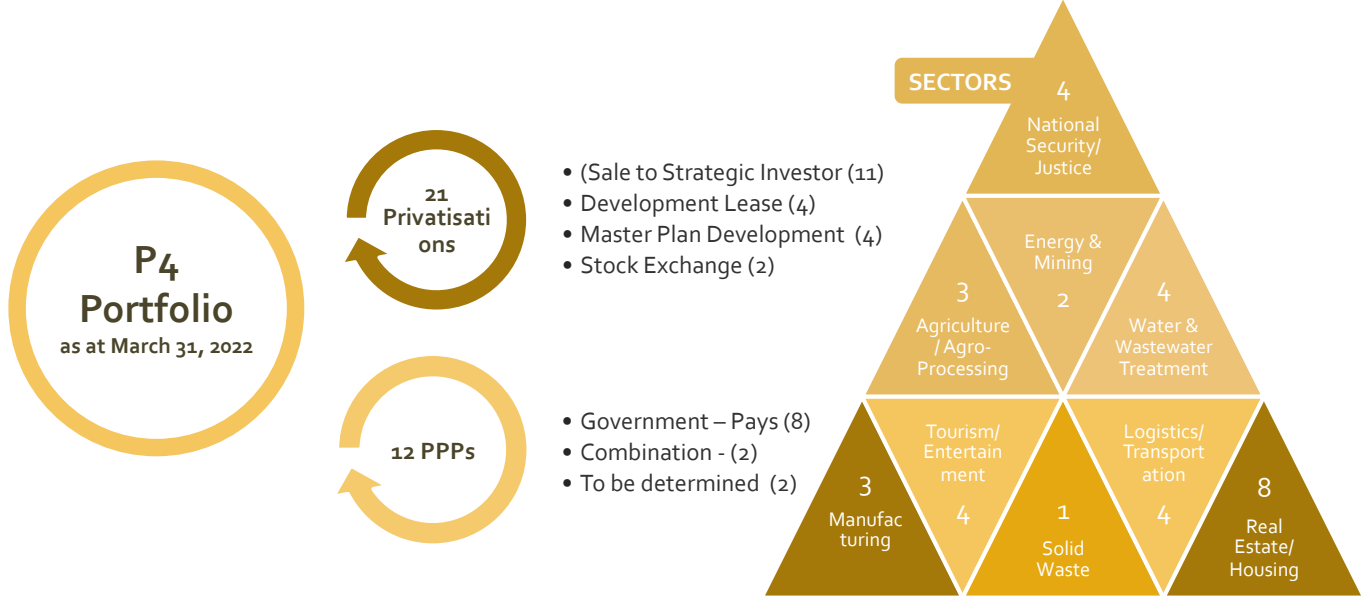 P4
Portfolio
as at March 31, 2022
21
Privatisati
ons
• (Sale to Strategic Investor (11)
• Development Lease (4)
• Master Plan Development (4)
• Stock Exchange (2)
12 PPPs
• Government – Pays (8)
• Combination - (2)
• To be determined (2)
SECTORS
4
National
Security/
Justice
3
Agriculture
/ Agro-
Processing
Energy &
Mining
2
4
Water &
Wastewater
Treatment
3
Manufac
turing
Tourism/
Entertain
ment
4
1
Solid
Waste
Logistics/
Transport
ation
4
8
Real
Estate/
Housing